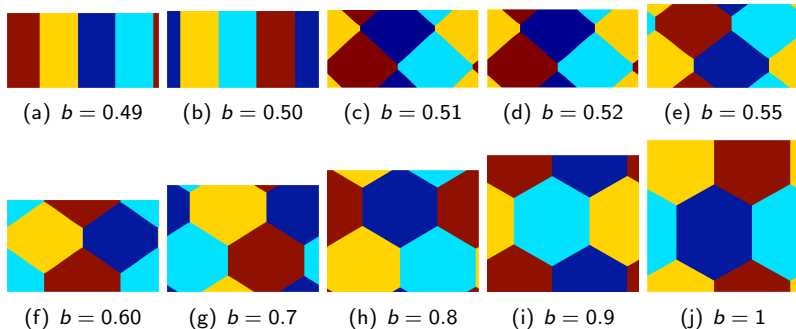 (a) b = 0.49 (b) b = 0.50 (c) b = 0.51 (d) b = 0.52 (e) b = 0.55
(f) b = 0.60 (g) b = 0.7 (h) b = 0.8 (i) b = 0.9 (j) b = 1